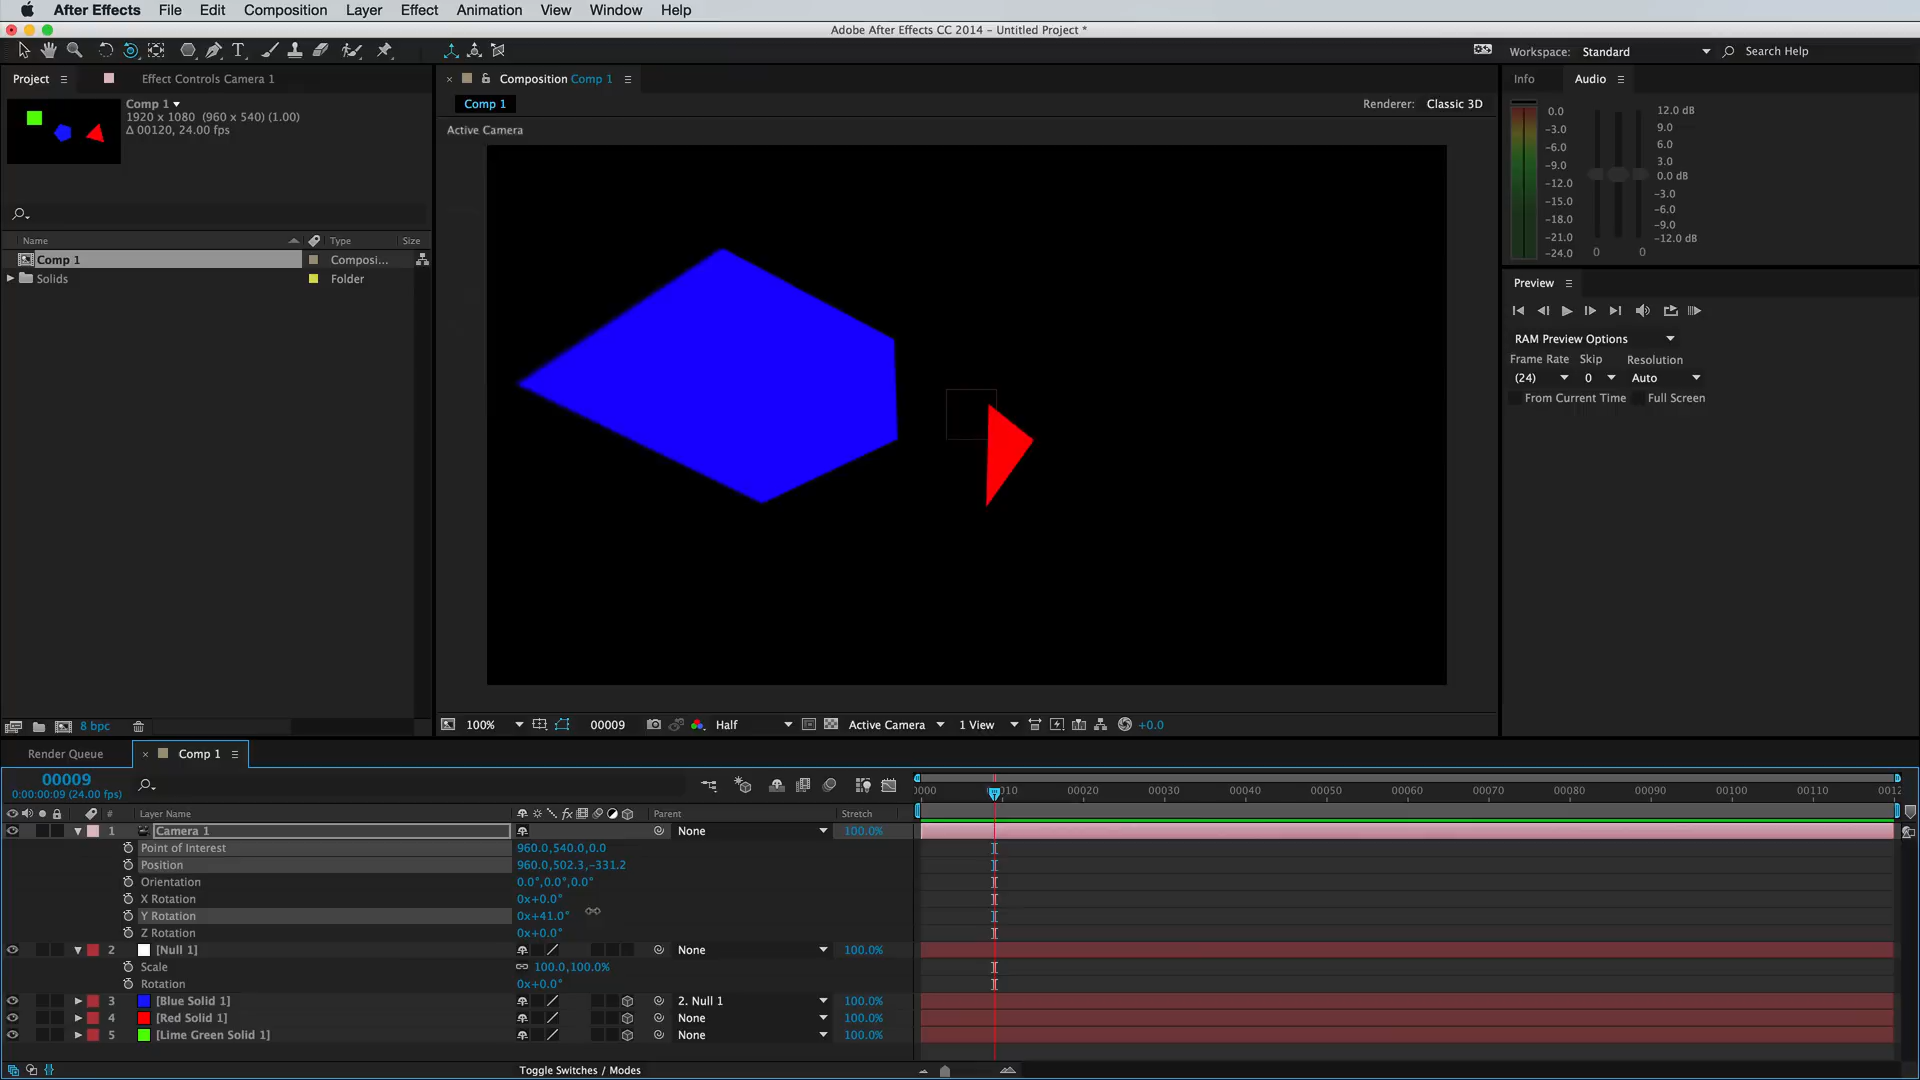 After Effects File Edit Composition Layer Effect Animation View Window Help
Adobe After Effects CC 2014 – Untitled Project *
T
Workspace: Standard
Search Help
Project
Effect Controls Camera 1
Comp 1
1920 x 1080 (960 x 540) (1.00)
Δ 00120, 24.00 fps
Name Type Size
Comp 1 Composi...
Solids Folder
8 bpc
Composition Comp 1
Comp 1
Renderer: Classic 3D
Active Camera
100%
00009
Half
Active Camera
1 View
+0.0
Info Audio
0.0
-3.0
-6.0
-9.0
-12.0
-15.0
-18.0
-21.0
-24.0
0 0
12.0 dB
9.0
6.0
3.0
0.0 dB
-3.0
-6.0
-9.0
-12.0 dB
Preview
RAM Preview Options
Frame Rate Skip Resolution
(24) 0 Auto
From Current Time Full Screen
Render Queue
Comp 1
00009
0:00:00:09 (24.00 fps)
0000 00010 00020 00030 00040 00050 00060 00070 00080 00090 00100 00110 0012
# Layer Name fx Parent Stretch
1 Camera 1 None 100.0%
Point of Interest 960.0,540.0,0.0
Position 960.0,502.3,-331.2
Orientation 0.0°,0.0°,0.0°
X Rotation 0x+0.0°
Y Rotation 0x+41.0°
Z Rotation 0x+0.0°
2 [Null 1] None 100.0%
Scale 100.0,100.0%
Rotation 0x+0.0°
3 [Blue Solid 1] 2. Null 1 100.0%
4 [Red Solid 1] None 100.0%
5 [Lime Green Solid 1] None 100.0%
Toggle Switches / Modes